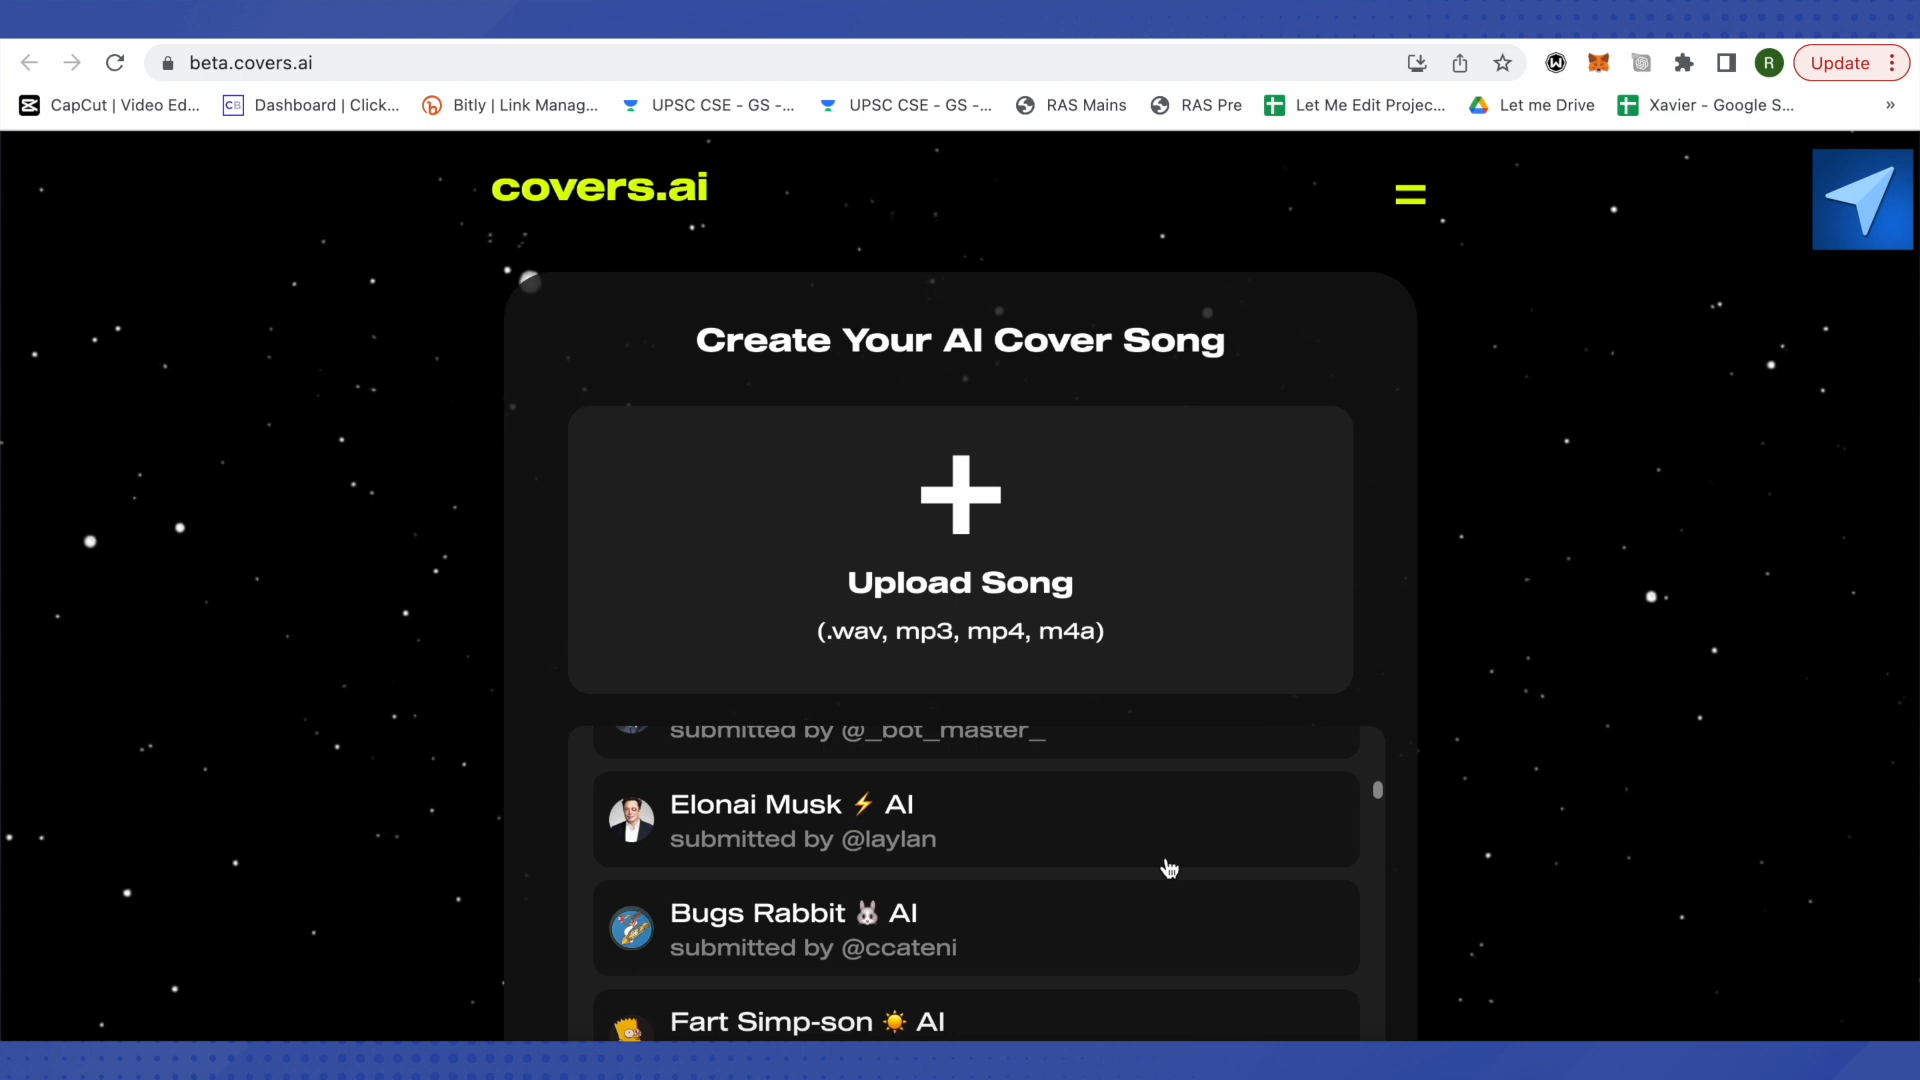 beta.covers.ai
R
Update
CapCut | Video Ed...
CB
Dashboard | Click...
Bitly | Link Manag...
UPSC CSE - GS -...
UPSC CSE - GS -...
RAS Mains
RAS Pre
Let Me Edit Projec...
Let me Drive
Xavier - Google S...
»
covers.ai
Create Your AI Cover Song
Upload Song
(.wav, mp3, mp4, m4a)
submitted by @_bot_master_
Elonai Musk ⚡ AI
submitted by @laylan
Bugs Rabbit 🐰 AI
submitted by @ccateni
Fart Simp-son ☀️ AI